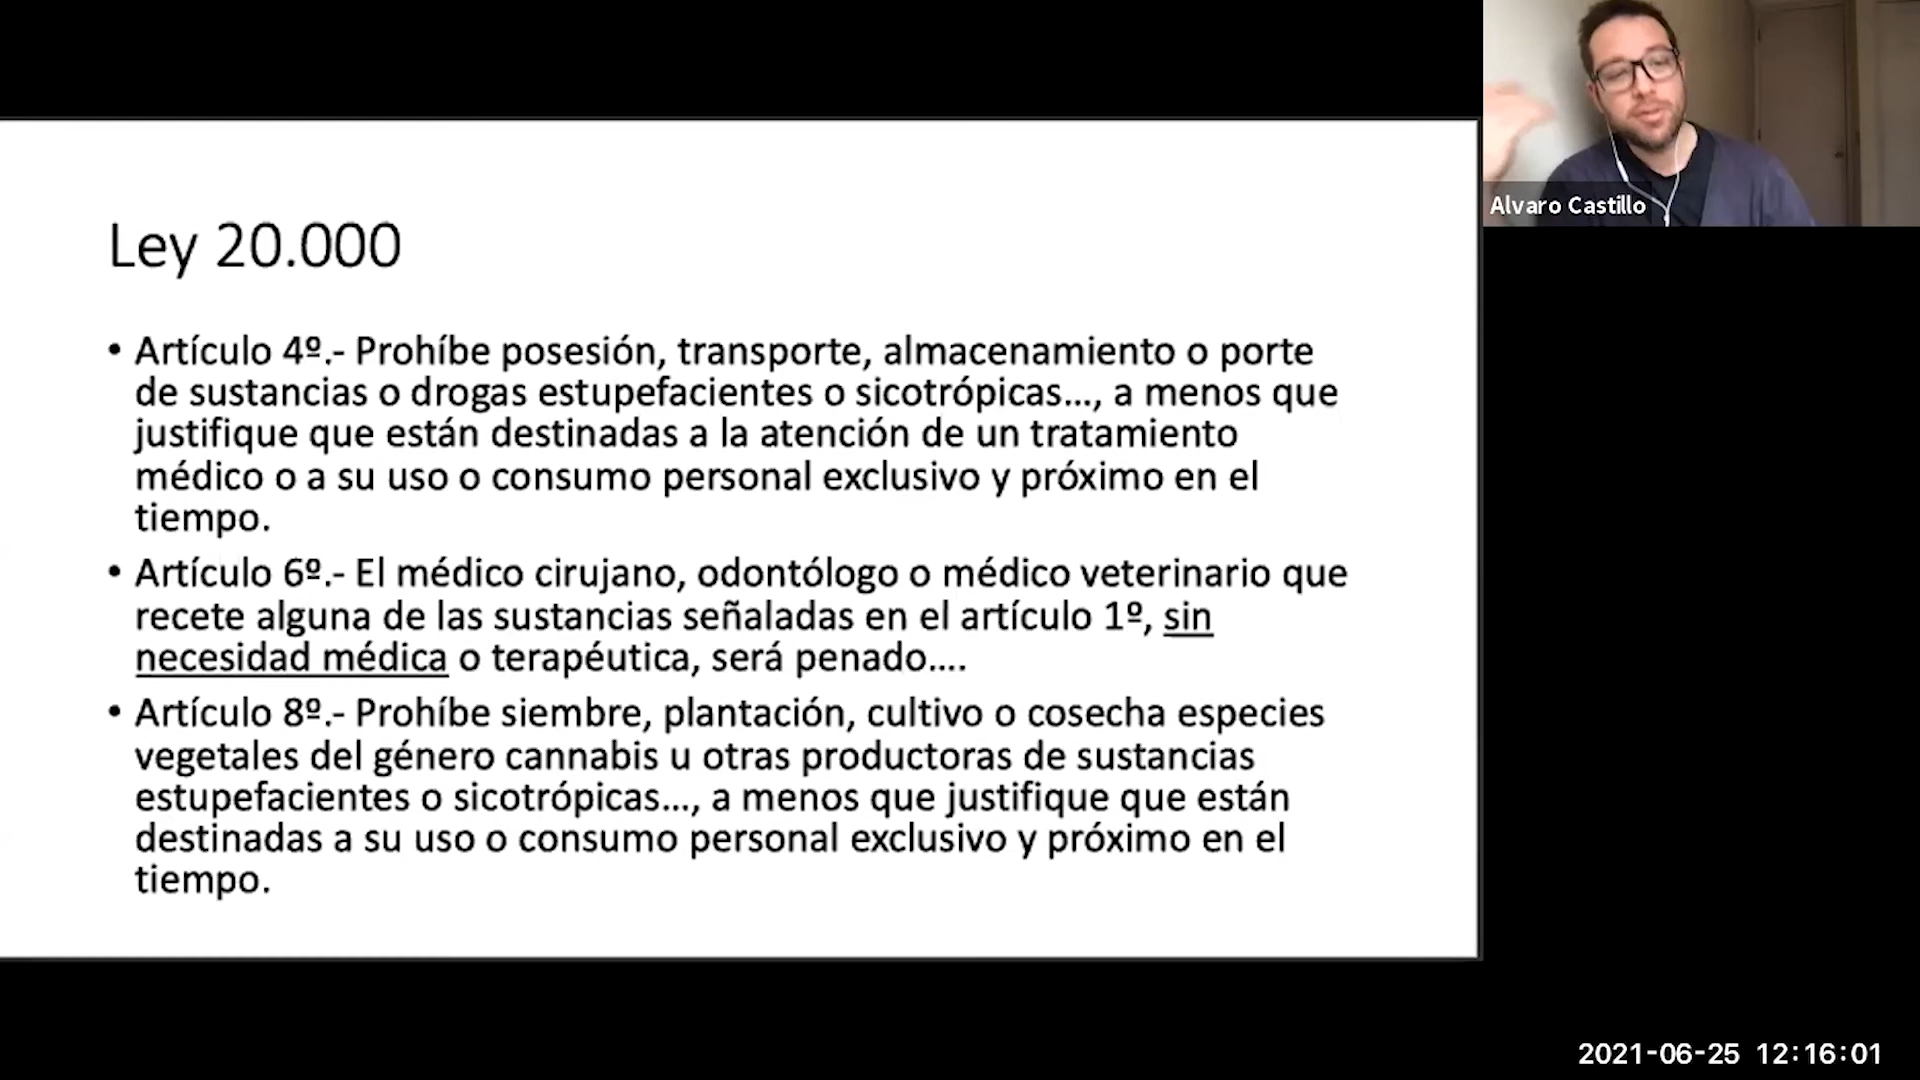 Alvaro Castillo
Ley 20.000
• Artículo 4º.- Prohíbe posesión, transporte, almacenamiento o porte
de sustancias o drogas estupefacientes o sicotrópicas..., a menos que
justifique que están destinadas a la atención de un tratamiento
médico o a su uso o consumo personal exclusivo y próximo en el
tiempo.
• Artículo 6º.- El médico cirujano, odontólogo o médico veterinario que
recete alguna de las sustancias señaladas en el artículo 1º, sin
necesidad médica o terapéutica, será penado....
• Artículo 8º.- Prohíbe siembre, plantación, cultivo o cosecha especies
vegetales del género cannabis u otras productoras de sustancias
estupefacientes o sicotrópicas..., a menos que justifique que están
destinadas a su uso o consumo personal exclusivo y próximo en el
tiempo.
2021-06-25 12:16:01